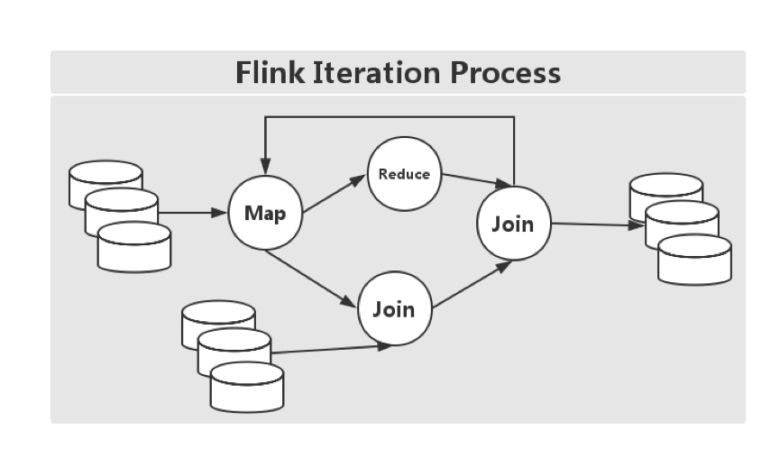 Flink Iteration Process
Reduce
Map
Join
Join